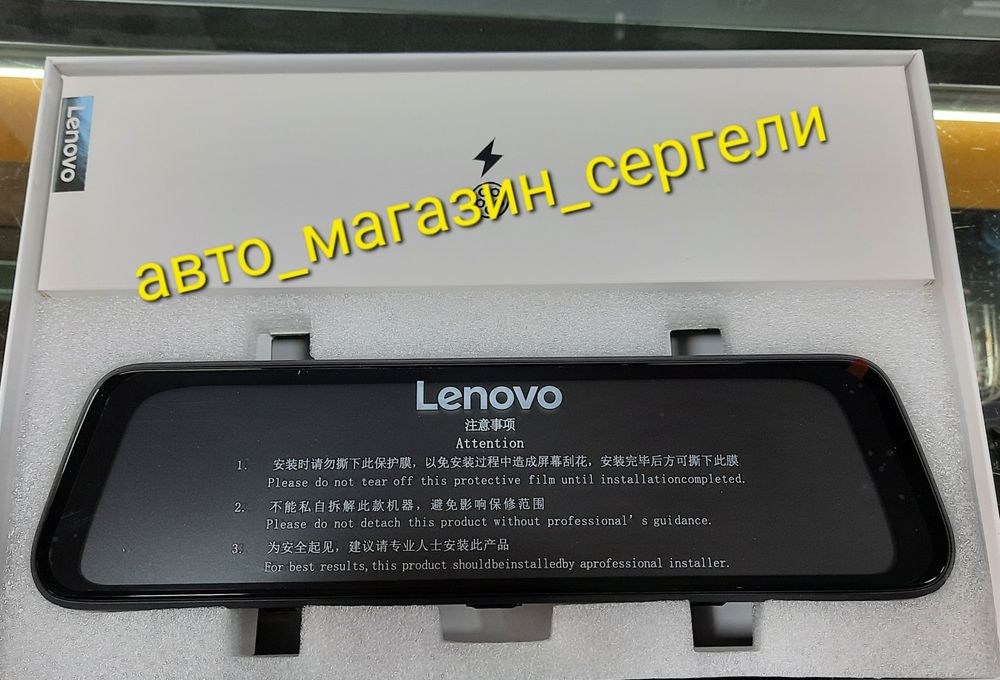 Lenovo
авто_магазин_сергели
Lenovo
注意事项
Attention
1. 安装时请勿撕下此保护膜，以免安装过程中造成屏幕刮花，安装完毕后方可撕下此膜
Please do not tear off this protective film until installationcompleted.
2. 不能私自拆解此款机器，避免影响保修范围
Please do not detach this product without professional's guidance.
3. 为安全起见，建议请专业人士安装此产品
For best results,this product shouldbeinstalledby aprofessional installer.